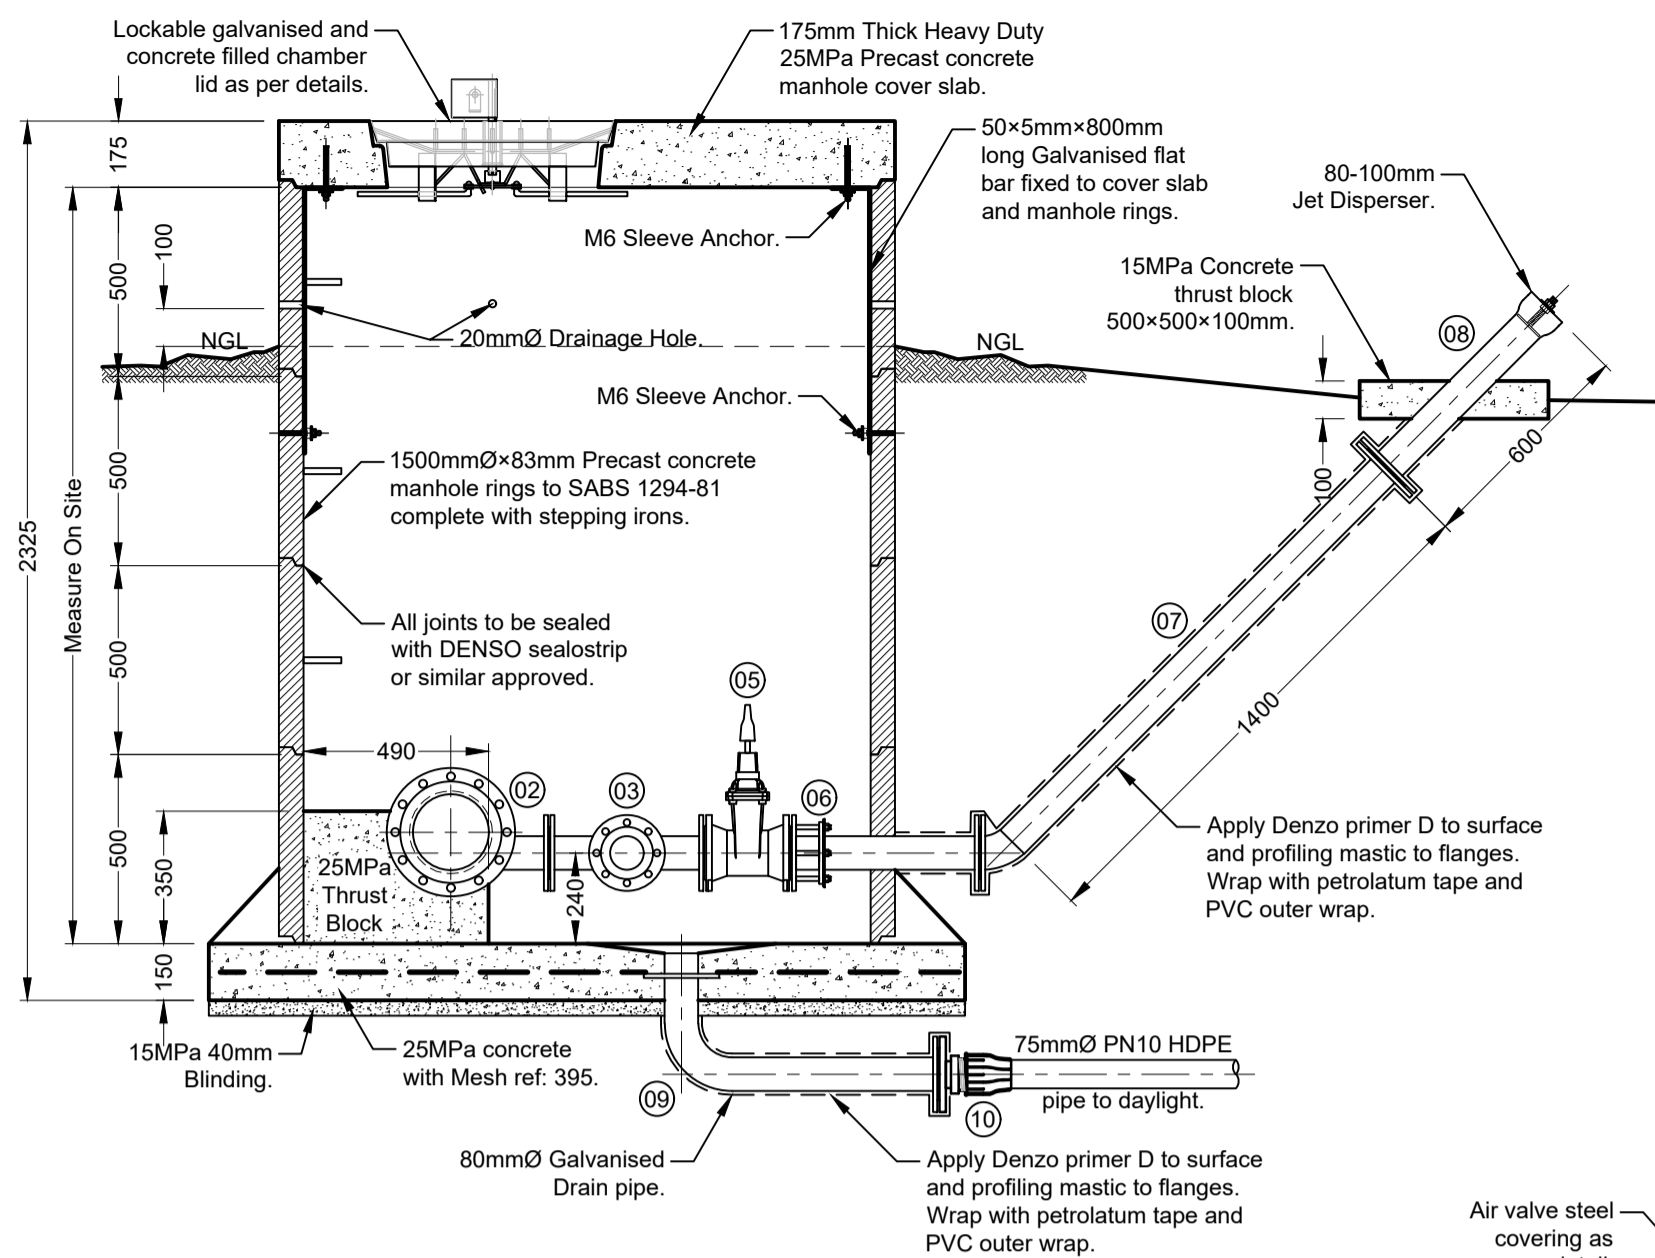 Lockable galvanised and
concrete filled chamber
lid as per details.
175mm Thick Heavy Duty
25MPa Precast concrete
manhole cover slab.
50×5mm×800mm
long Galvanised flat
bar fixed to cover slab
and manhole rings.
80-100mm
Jet Disperser.
M6 Sleeve Anchor.
15MPa Concrete
thrust block
500×500×100mm.
20mmØ Drainage Hole.
NGL
NGL
08
M6 Sleeve Anchor.
1500mmØ×83mm Precast concrete
manhole rings to SABS 1294-81
complete with stepping irons.
All joints to be sealed
with DENSO sealostrip
or similar approved.
2325
Measure On Site
175
500
500
500
500
100
350
150
100
600
1400
07
05
490
02
03
06
240
25MPa
Thrust
Block
Apply Denzo primer D to surface
and profiling mastic to flanges.
Wrap with petrolatum tape and
PVC outer wrap.
15MPa 40mm
Blinding.
25MPa concrete
with Mesh ref: 395.
75mmØ PN10 HDPE
pipe to daylight.
09
10
80mmØ Galvanised
Drain pipe.
Apply Denzo primer D to surface
and profiling mastic to flanges.
Wrap with petrolatum tape and
PVC outer wrap.
Air valve steel
covering as